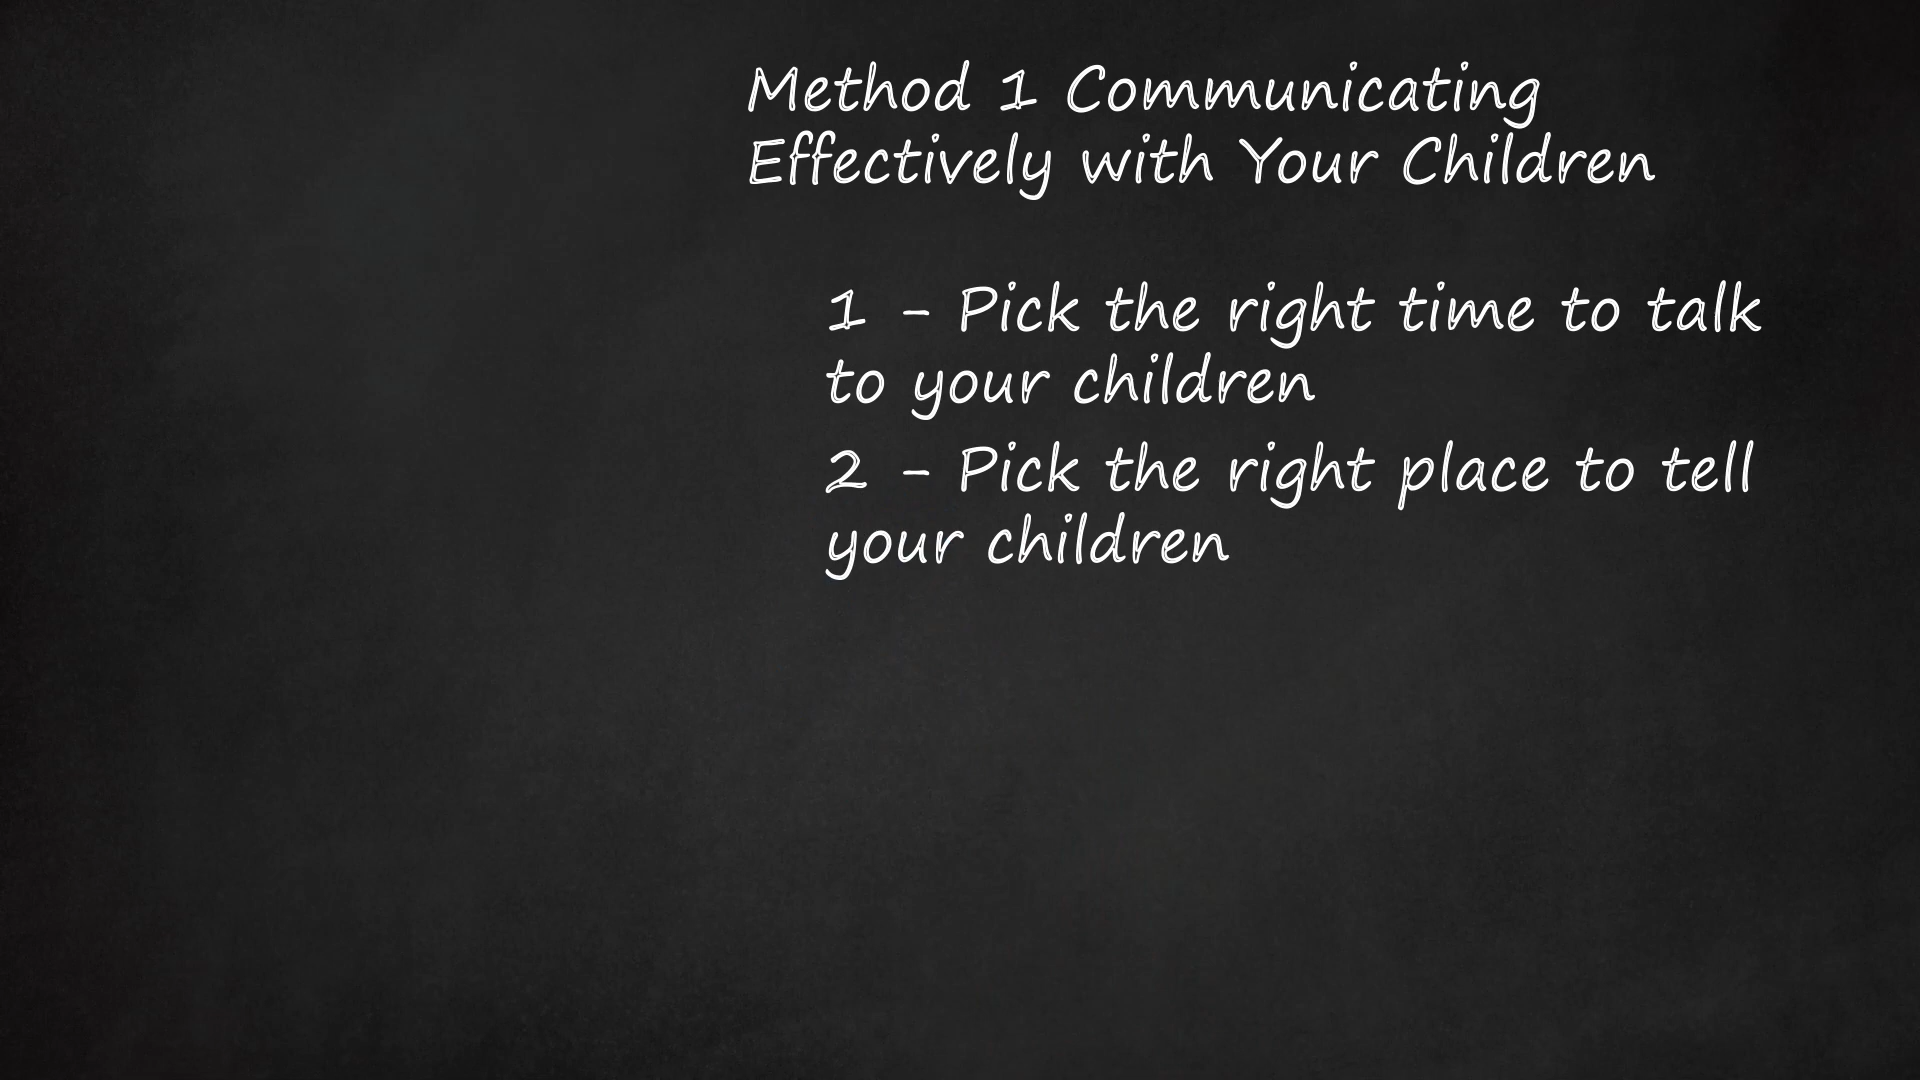 Method 1 Communicating
Effectively with Your Children
1 - Pick the right time to talk
to your children
2 - Pick the right place to tell
your children